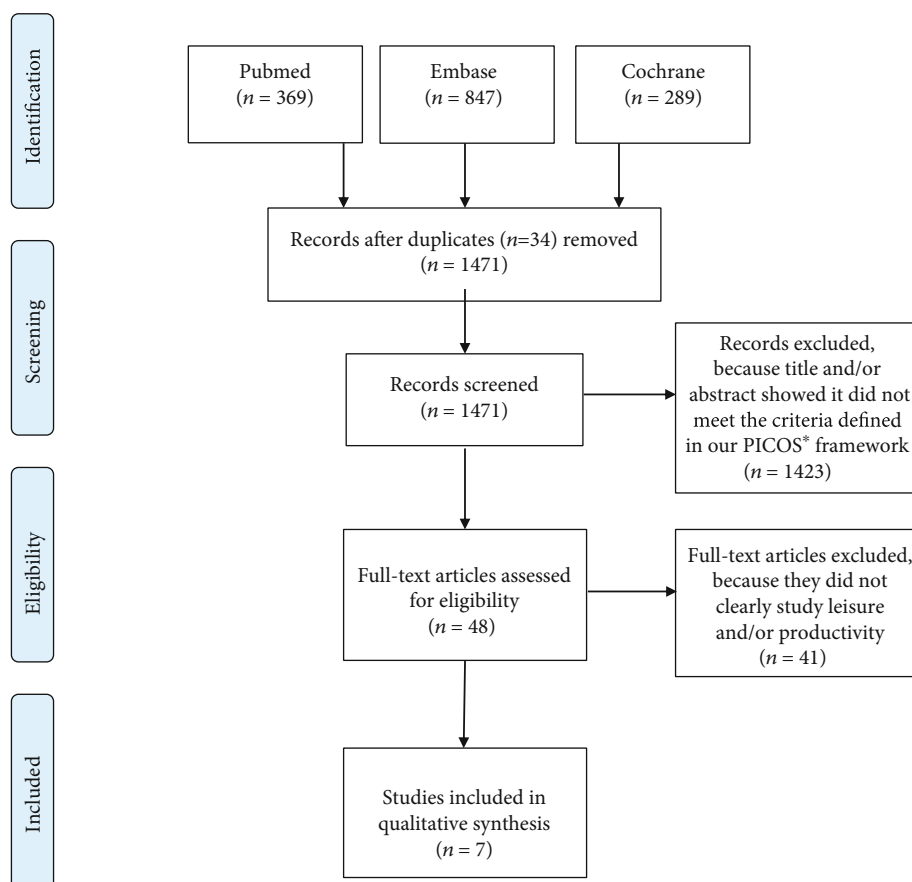 Identification
Pubmed
(n = 369)
Embase
(n = 847)
Cochrane
(n = 289)
Records after duplicates (n=34) removed
(n = 1471)
Screening
Records screened
(n = 1471)
Records excluded,
because title and/or
abstract showed it did not
meet the criteria defined
in our PICOS* framework
(n = 1423)
Eligibility
Full-text articles assessed
for eligibility
(n = 48)
Full-text articles excluded,
because they did not
clearly study leisure
and/or productivity
(n = 41)
Included
Studies included in
qualitative synthesis
(n = 7)